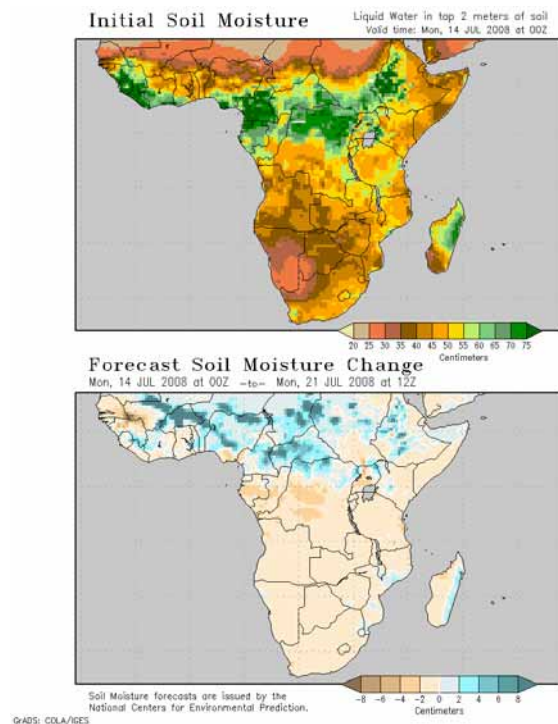 Initial Soil Moisture
Liquid Water in top 2 meters of soil
Valid time: Mon, 14 JUL 2008 at 00Z
20 25 30 35 40 45 50 55 60 65 70 75
Centimeters
Forecast Soil Moisture Change
Mon, 14 JUL 2008 at 00Z -to- Mon, 21 JUL 2008 at 12Z
-8 -6 -4 -2 0 2 4 6 8
Centimeters
Soil Moisture forecasts are issued by the
National Centers for Environmental Prediction.
GrADS: COLA/IGES